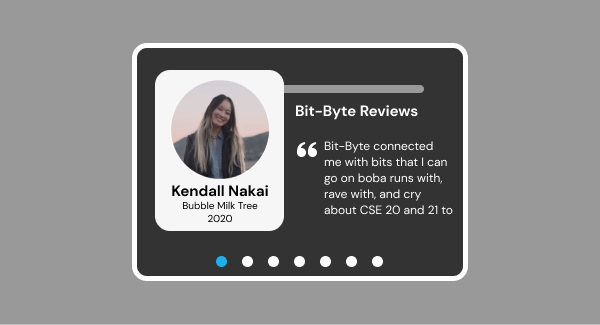 Bit-Byte Reviews
Kendall Nakai
Bubble Milk Tree
2020
“ Bit-Byte connected
me with bits that I can
go on boba runs with,
rave with, and cry
about CSE 20 and 21 to